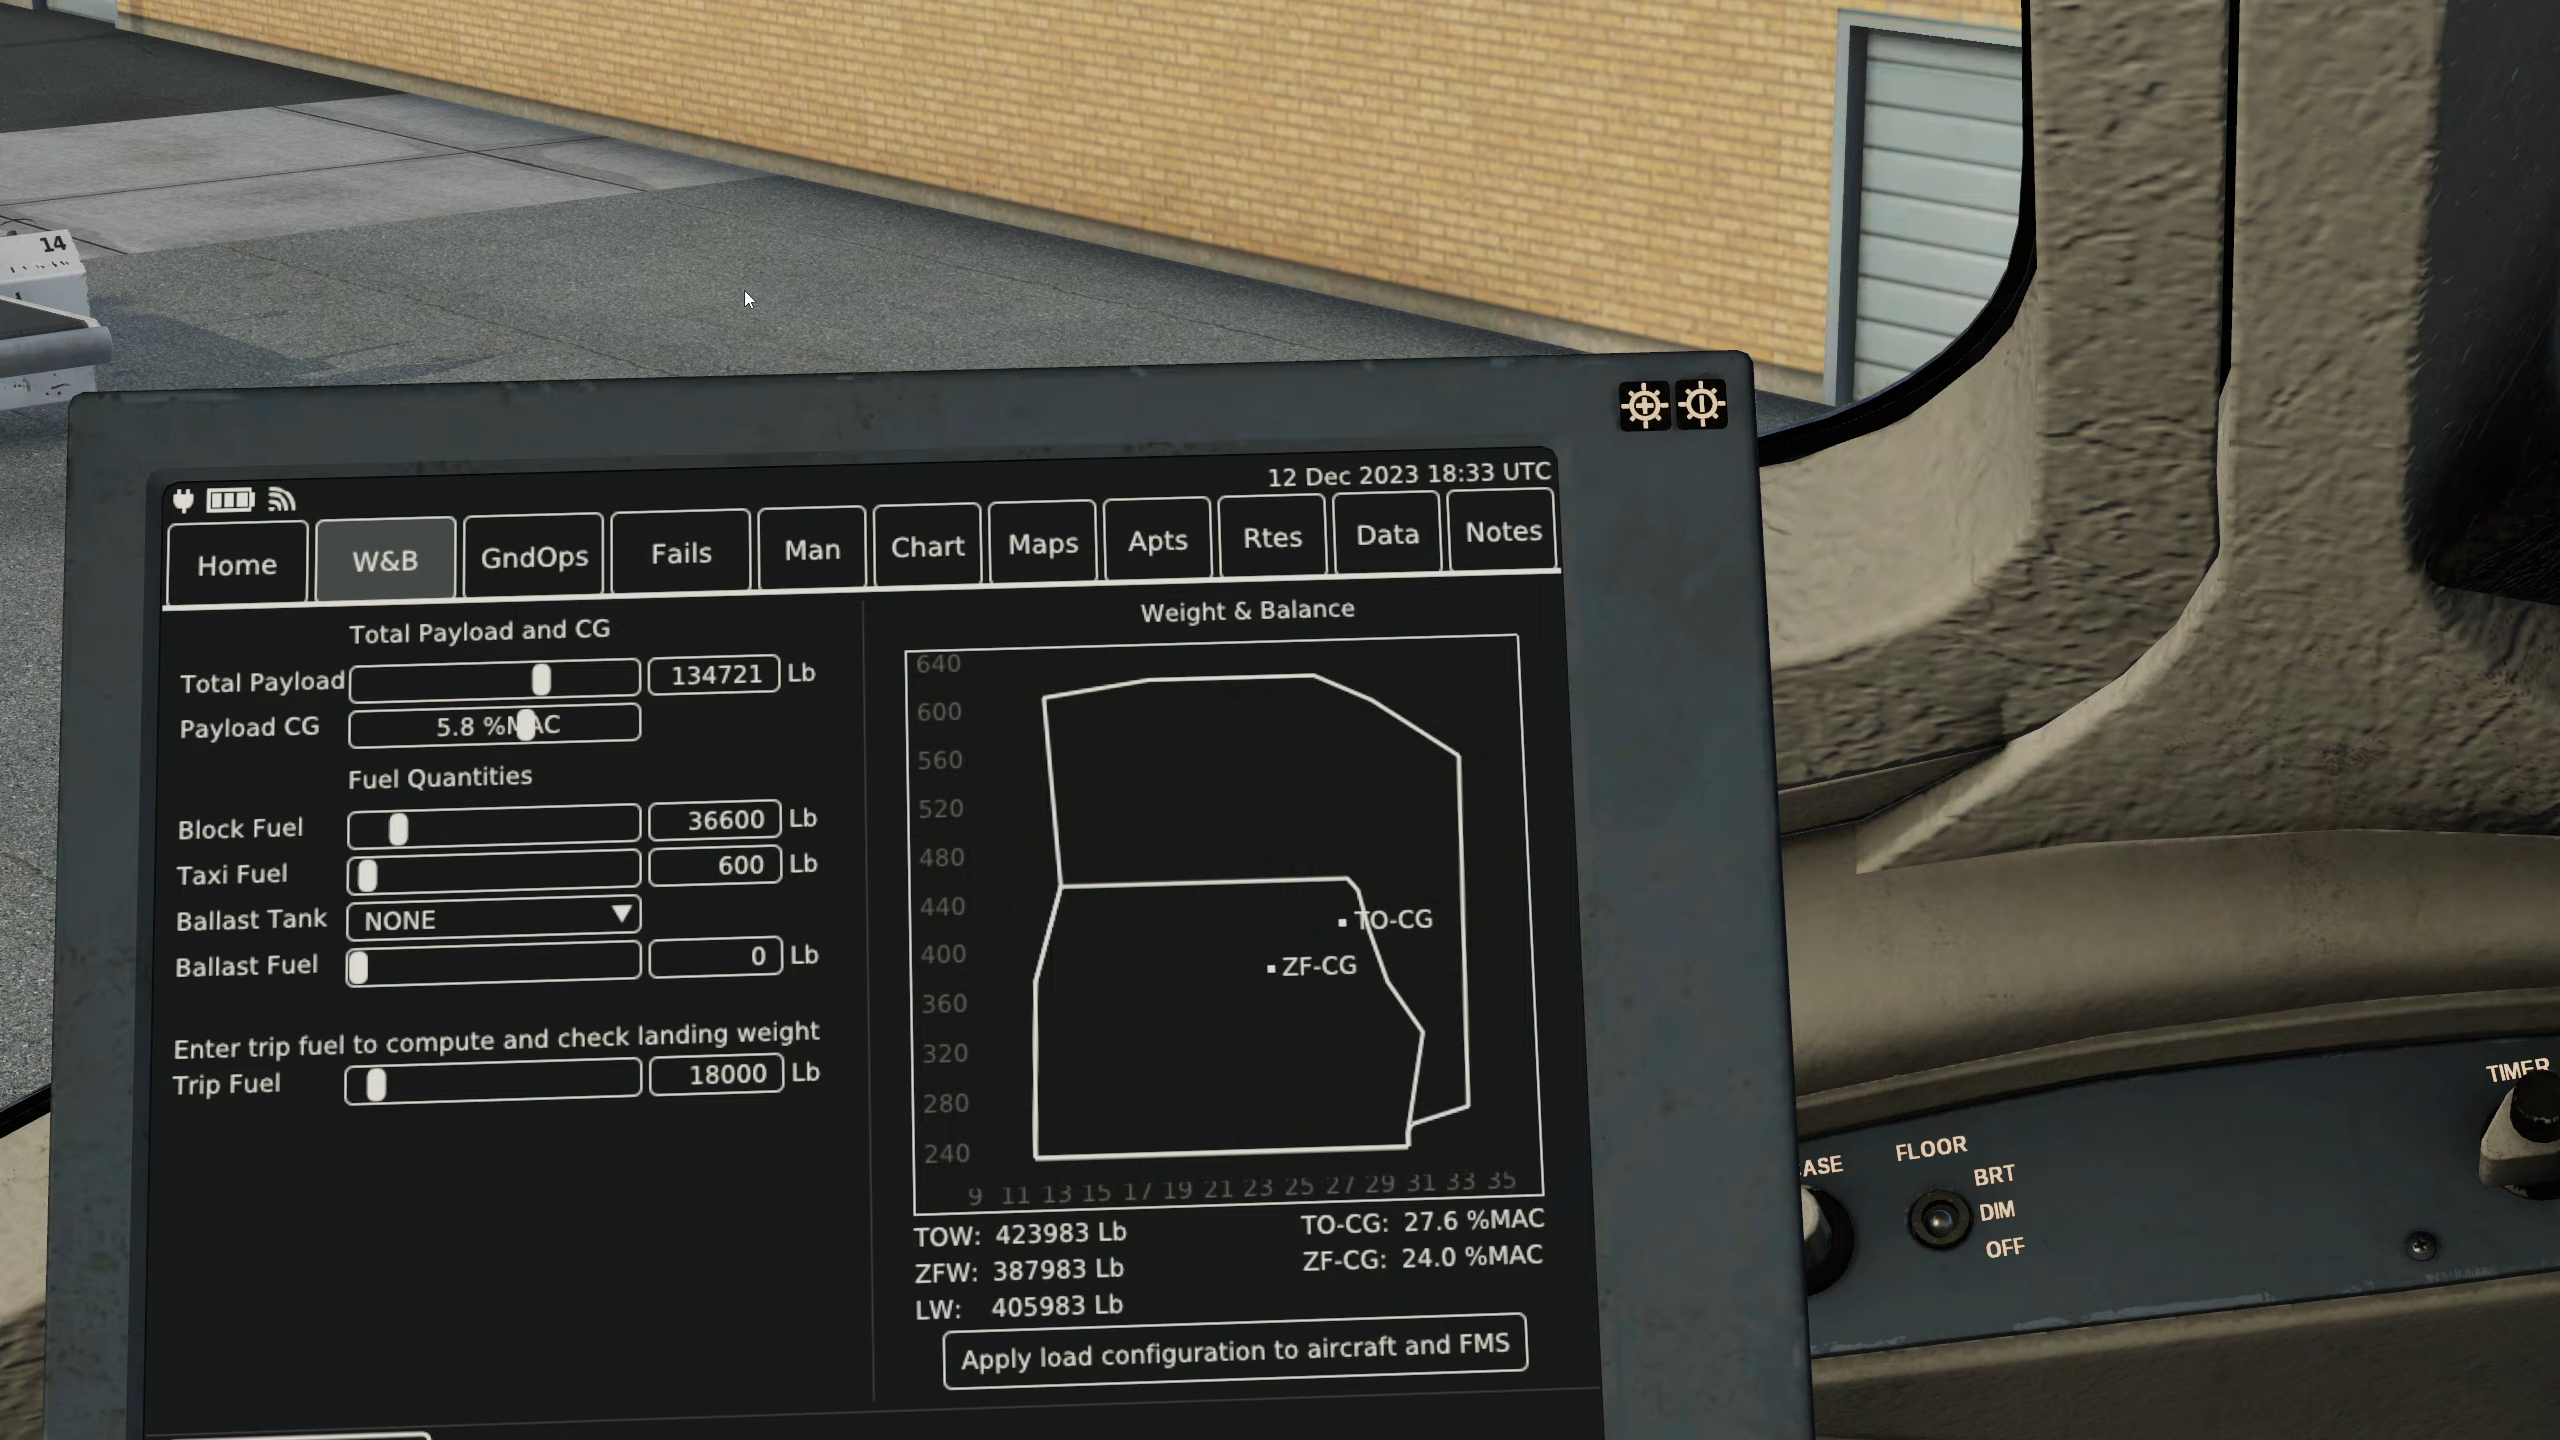 14
12 Dec 2023 18:33 UTC
Home W&B GndOps Fails Man Chart Maps Apts Rtes Data Notes
Total Payload and CG
Total Payload 134721 Lb
Payload CG 5.8 %MAC
Fuel Quantities
Block Fuel 36600 Lb
Taxi Fuel 600 Lb
Ballast Tank NONE
Ballast Fuel 0 Lb
Enter trip fuel to compute and check landing weight
Trip Fuel 18000 Lb
Weight & Balance
640
600
560
520
480
440
400
360
320
280
240
TO-CG
ZF-CG
9 11 13 15 17 19 21 23 25 27 29 31 33 35
TOW: 423983 Lb TO-CG: 27.6 %MAC
ZFW: 387983 Lb ZF-CG: 24.0 %MAC
LW: 405983 Lb
Apply load configuration to aircraft and FMS
TIMER
FLOOR
BRT
DIM
OFF